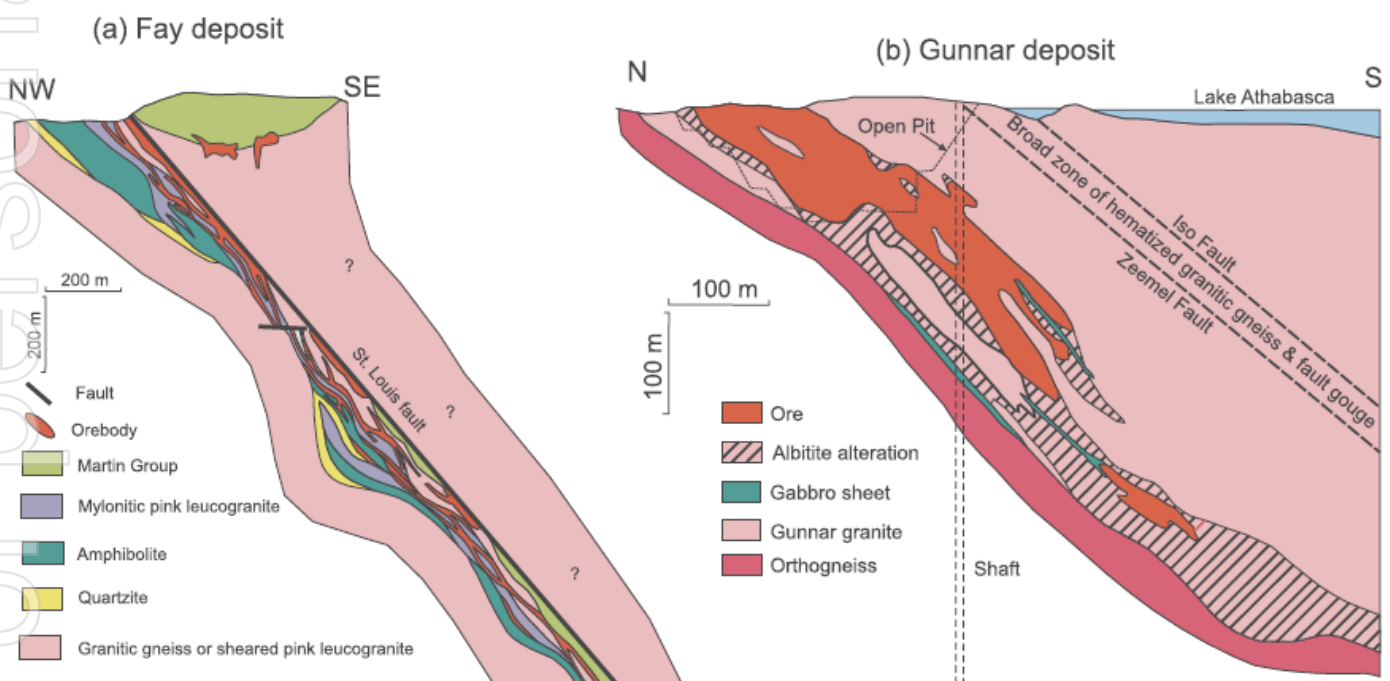 (a) Fay deposit
NW
SE
?
200 m
200 m
St. Louis fault
?
?
Fault
Orebody
Martin Group
Mylonitic pink leucogranite
Amphibolite
Quartzite
Granitic gneiss or sheared pink leucogranite
(b) Gunnar deposit
N
S
Lake Athabasca
Open Pit
Broad zone of hematized granitic gneiss & fault gouge
Iso Fault
Zeemel Fault
100 m
100 m
Ore
Albitite alteration
Gabbro sheet
Gunnar granite
Orthogneiss
Shaft